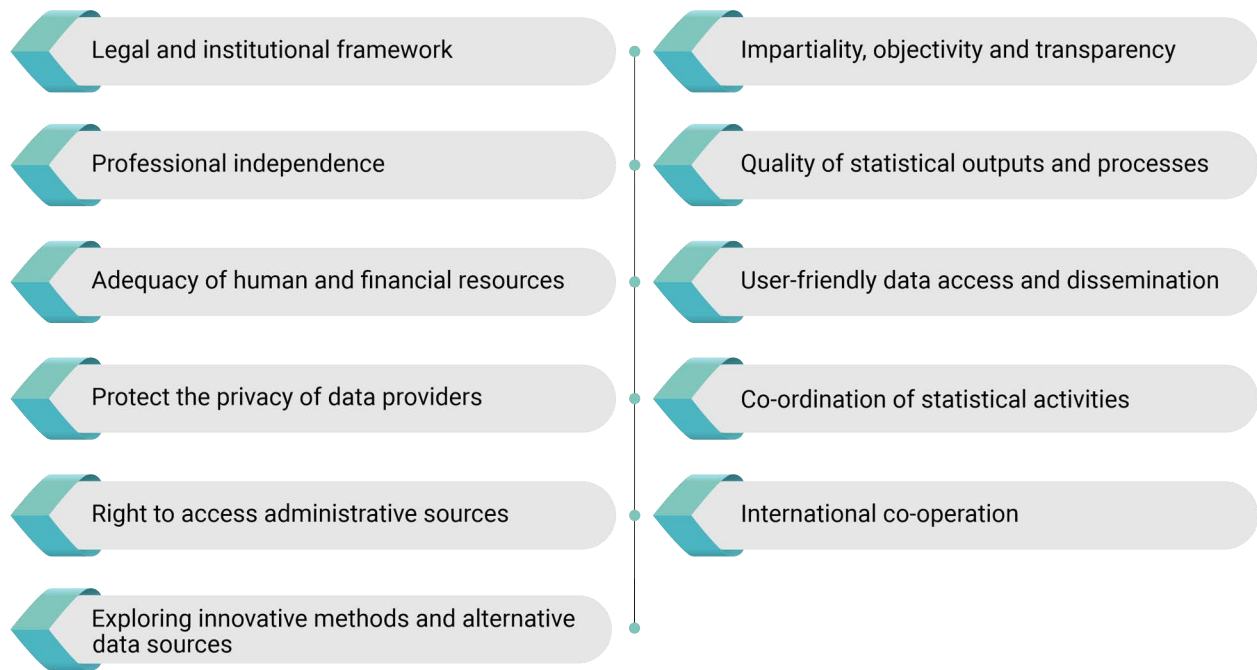 Legal and institutional framework
Professional independence
Adequacy of human and financial resources
Protect the privacy of data providers
Right to access administrative sources
Exploring innovative methods and alternative
data sources
Impartiality, objectivity and transparency
Quality of statistical outputs and processes
User-friendly data access and dissemination
Co-ordination of statistical activities
International co-operation